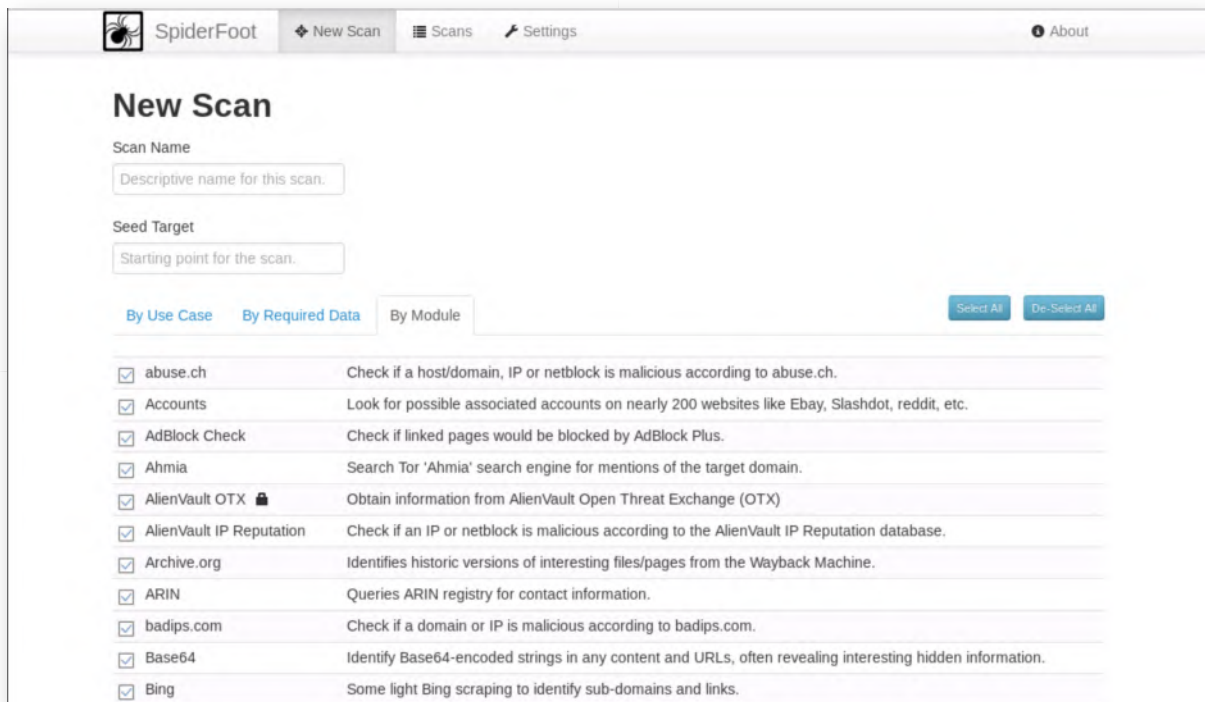 SpiderFoot New Scan Scans Settings About
New Scan
Scan Name
Descriptive name for this scan.
Seed Target
Starting point for the scan.
By Use Case By Required Data By Module Select All De-Select All
abuse.ch Check if a host/domain, IP or netblock is malicious according to abuse.ch.
Accounts Look for possible associated accounts on nearly 200 websites like Ebay, Slashdot, reddit, etc.
AdBlock Check Check if linked pages would be blocked by AdBlock Plus.
Ahmia Search Tor 'Ahmia' search engine for mentions of the target domain.
AlienVault OTX Obtain information from AlienVault Open Threat Exchange (OTX)
AlienVault IP Reputation Check if an IP or netblock is malicious according to the AlienVault IP Reputation database.
Archive.org Identifies historic versions of interesting files/pages from the Wayback Machine.
ARIN Queries ARIN registry for contact information.
badips.com Check if a domain or IP is malicious according to badips.com.
Base64 Identify Base64-encoded strings in any content and URLs, often revealing interesting hidden information.
Bing Some light Bing scraping to identify sub-domains and links.